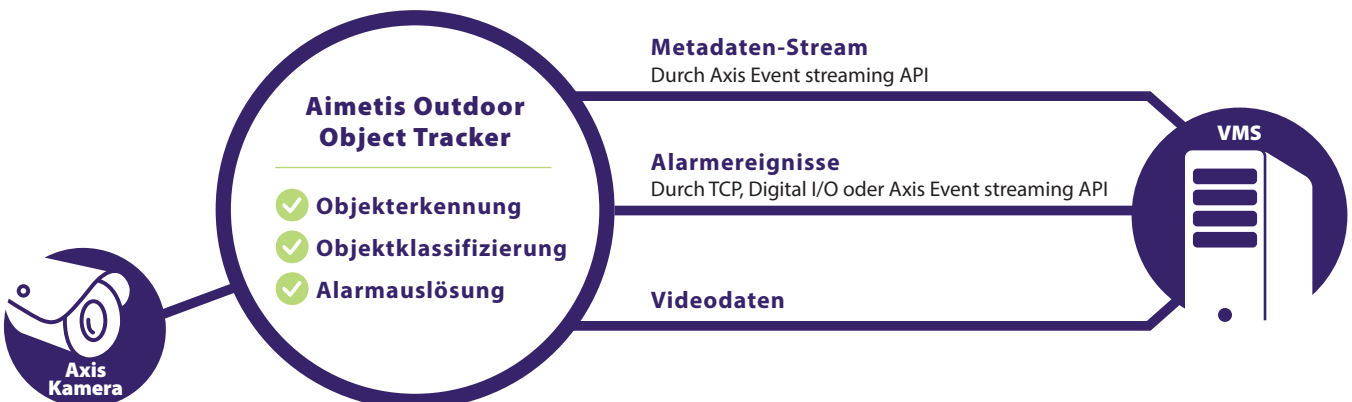 Aimetis Outdoor
Object Tracker
Objekterkennung
Objektklassifizierung
Alarmauslösung
Axis
Kamera
Metadaten-Stream
Durch Axis Event streaming API
Alarmereignisse
Durch TCP, Digital I/O oder Axis Event streaming API
Videodaten
VMS